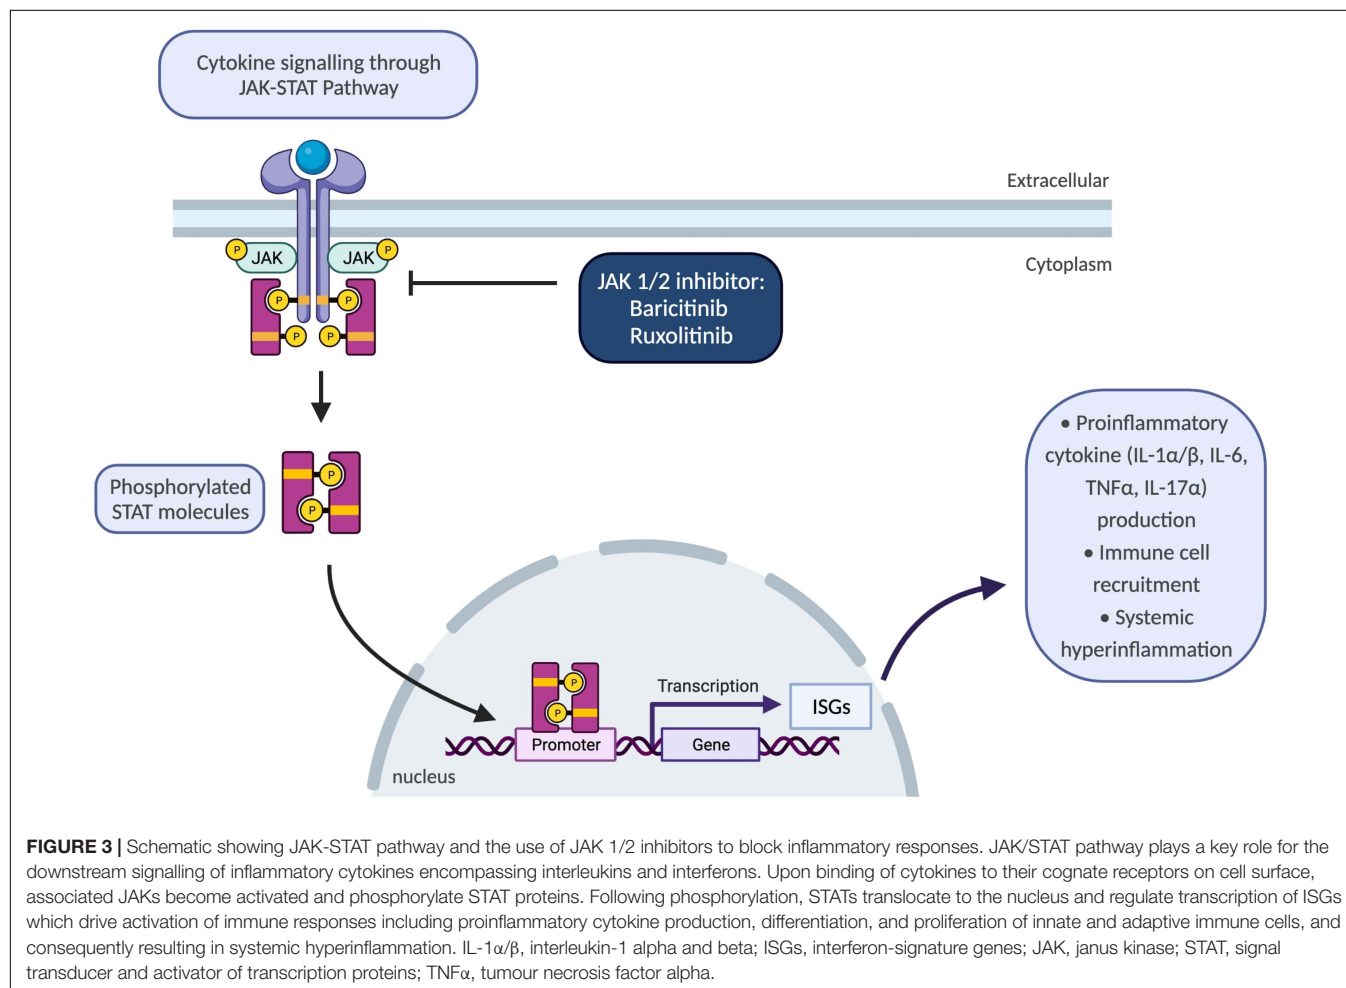 Cytokine signalling through
JAK-STAT Pathway
Extracellular
Cytoplasm
P
JAK
JAK
P
P
P
P
P
JAK 1/2 inhibitor:
Baricitinib
Ruxolitinib
Phosphorylated
STAT molecules
P
P
• Proinflammatory
cytokine (IL-1α/β, IL-6,
TNFα, IL-17α)
production
• Immune cell
recruitment
• Systemic
hyperinflammation
P
P
Transcription
ISGs
Promoter
Gene
nucleus
FIGURE 3 | Schematic showing JAK-STAT pathway and the use of JAK 1/2 inhibitors to block inflammatory responses. JAK/STAT pathway plays a key role for the
downstream signalling of inflammatory cytokines encompassing interleukins and interferons. Upon binding of cytokines to their cognate receptors on cell surface,
associated JAKs become activated and phosphorylate STAT proteins. Following phosphorylation, STATs translocate to the nucleus and regulate transcription of ISGs
which drive activation of immune responses including proinflammatory cytokine production, differentiation, and proliferation of innate and adaptive immune cells, and
consequently resulting in systemic hyperinflammation. IL-1α/β, interleukin-1 alpha and beta; ISGs, interferon-signature genes; JAK, janus kinase; STAT, signal
transducer and activator of transcription proteins; TNFα, tumour necrosis factor alpha.